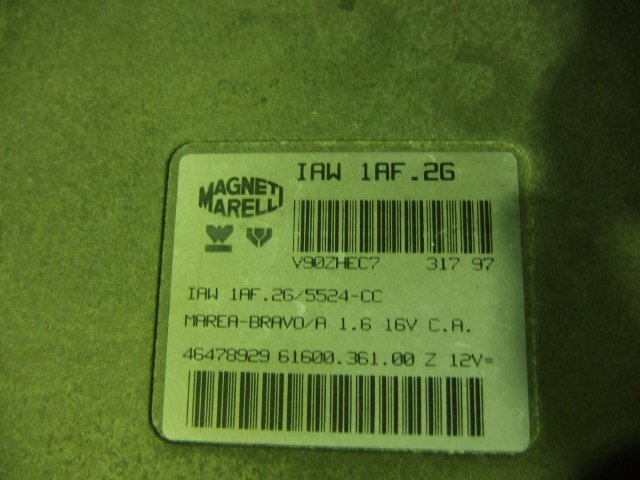 IAW 1AF.26
MAGNETI
MARELLI
V90ZHEC7 317 97
IAW 1AF.26/5524-CC
MAREA-BRAVO/A 1.6 16V C.A.
46478929 61600.361.00 Z 12V=